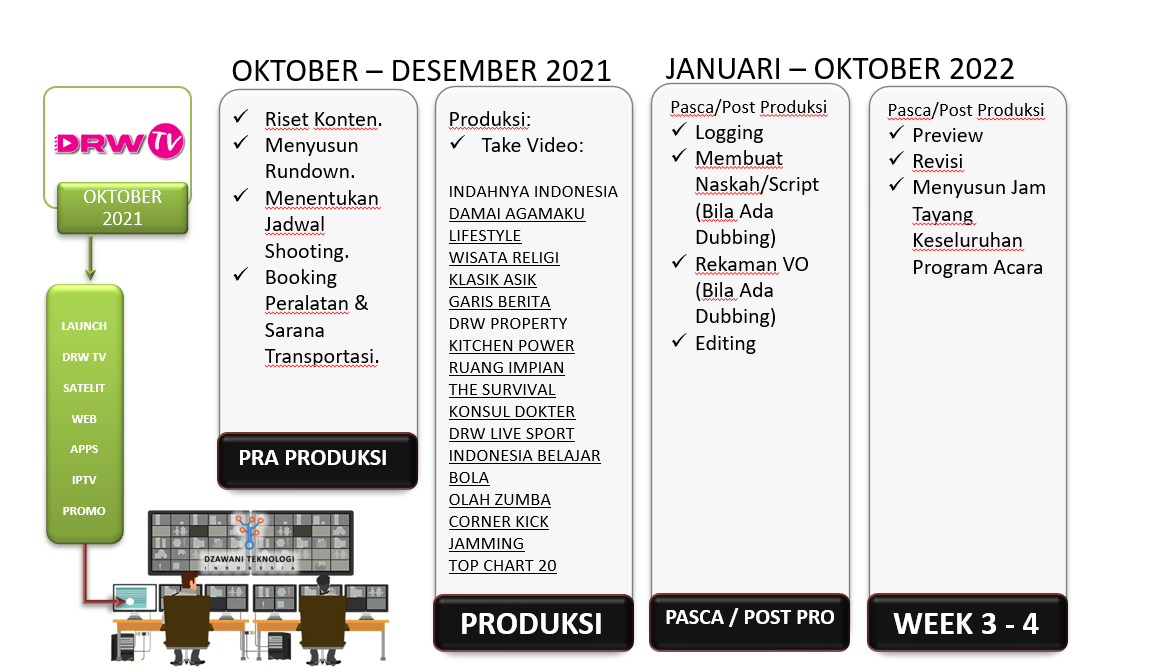 OKTOBER – DESEMBER 2021
JANUARI – OKTOBER 2022
DRW TV
OKTOBER
2021
LAUNCH
DRW TV
SATELIT
WEB
APPS
IPTV
PROMO
✓ Riset Konten.
✓ Menyusun
Rundown.
✓ Menentukan
Jadwal
Shooting.
✓ Booking
Peralatan &
Sarana
Transportasi.
PRA PRODUKSI
DZAWANI TEKNOLOGI
INDONESIA
Produksi:
✓ Take Video:
INDAHNYA INDONESIA
DAMAI AGAMAKU
LIFESTYLE
WISATA RELIGI
KLASIK ASIK
GARIS BERITA
DRW PROPERTY
KITCHEN POWER
RUANG IMPIAN
THE SURVIVAL
KONSUL DOKTER
DRW LIVE SPORT
INDONESIA BELAJAR
BOLA
OLAH ZUMBA
CORNER KICK
JAMMING
TOP CHART 20
PRODUKSI
Pasca/Post Produksi
✓ Logging
✓ Membuat
Naskah/Script
(Bila Ada
Dubbing)
✓ Rekaman VO
(Bila Ada
Dubbing)
✓ Editing
PASCA / POST PRO
Pasca/Post Produksi
✓ Preview
✓ Revisi
✓ Menyusun Jam
Tayang
Keseluruhan
Program Acara
WEEK 3 - 4